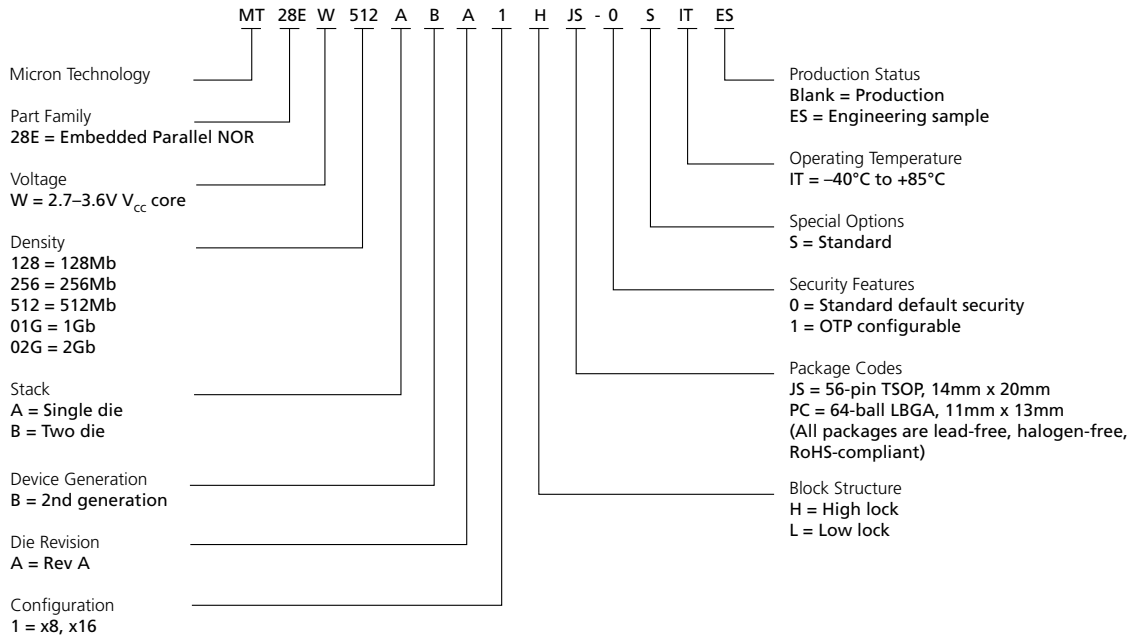 MT 28E W 512 A B A 1 H JS - 0 S IT ES
Micron Technology
Part Family
28E = Embedded Parallel NOR
Voltage
W = 2.7–3.6V Vcc core
Density
128 = 128Mb
256 = 256Mb
512 = 512Mb
01G = 1Gb
02G = 2Gb
Stack
A = Single die
B = Two die
Device Generation
B = 2nd generation
Die Revision
A = Rev A
Configuration
1 = x8, x16
Production Status
Blank = Production
ES = Engineering sample
Operating Temperature
IT = –40°C to +85°C
Special Options
S = Standard
Security Features
0 = Standard default security
1 = OTP configurable
Package Codes
JS = 56-pin TSOP, 14mm x 20mm
PC = 64-ball LBGA, 11mm x 13mm
(All packages are lead-free, halogen-free,
RoHS-compliant)
Block Structure
H = High lock
L = Low lock